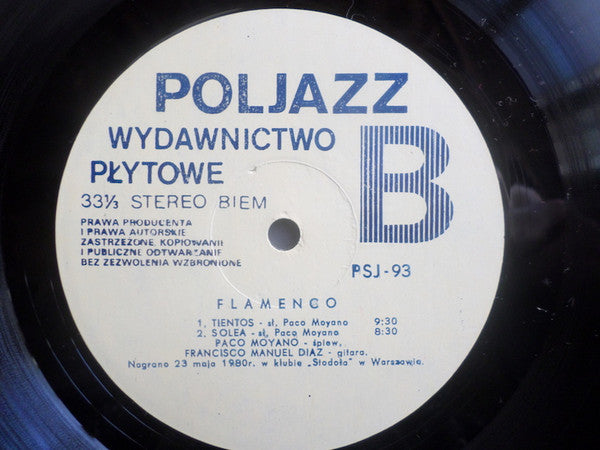 POLJAZZ
WYDAWNICTWO
PŁYTOWE
B
33⅓ STEREO BIEM
PRAWA PRODUCENTA
I PRAWA AUTORSKIE
ZASTRZEŻONE, KOPIOWANIE
I PUBLICZNE ODTWARZANIE
BEZ ZEZWOLENIA WZBRONIONE
PSJ-93
FLAMENCO
1. TIENTOS - sł. Paco Moyano 9:30
2. SOLEA - sł. Paco Moyano 8:30
PACO MOYANO - śpiew,
FRANCISCO MANUEL DIAZ - gitara.
Nagrano 23 maja 1980r. w klubie „Stodoła" w Warszawie.